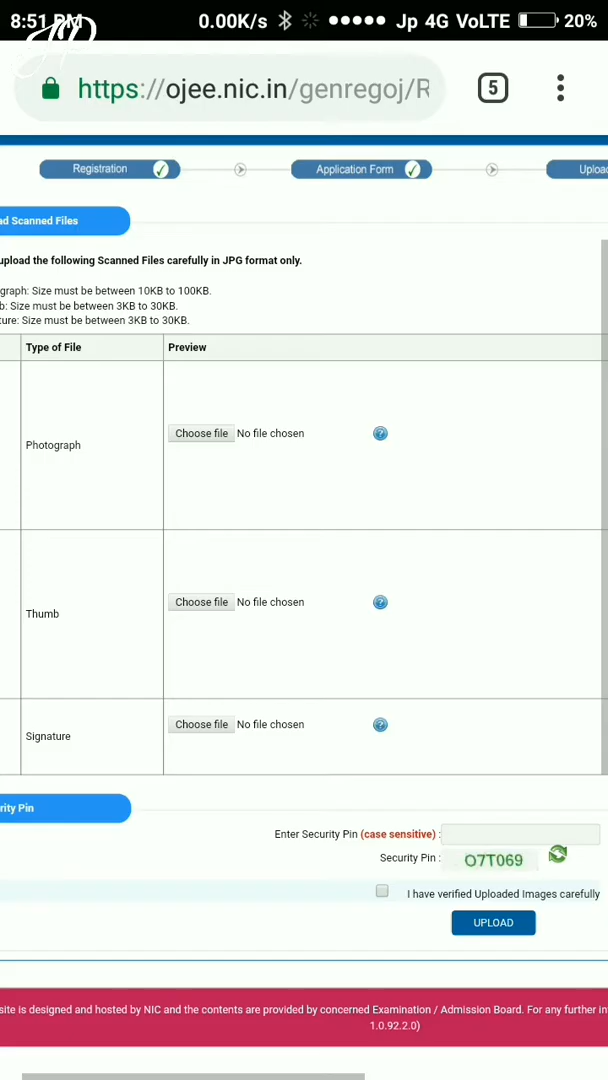 8:51 PM 0.00K/s Jp 4G VoLTE 20%
JP
https://ojee.nic.in/genregoj/R 5
Registration Application Form Uploa
ad Scanned Files
upload the following Scanned Files carefully in JPG format only.
graph: Size must be between 10KB to 100KB.
b: Size must be between 3KB to 30KB.
ture: Size must be between 3KB to 30KB.
Type of File Preview
Photograph Choose file No file chosen ?
Thumb Choose file No file chosen ?
Signature Choose file No file chosen ?
rity Pin
Enter Security Pin (case sensitive) :
Security Pin : O7T069
I have verified Uploaded Images carefully
UPLOAD
site is designed and hosted by NIC and the contents are provided by concerned Examination / Admission Board. For any further in
1.0.92.2.0)